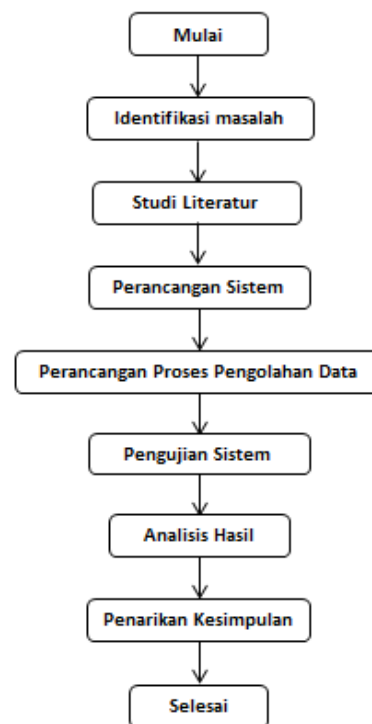 Mulai
Identifikasi masalah
Studi Literatur
Perancangan Sistem
Perancangan Proses Pengolahan Data
Pengujian Sistem
Analisis Hasil
Penarikan Kesimpulan
Selesai